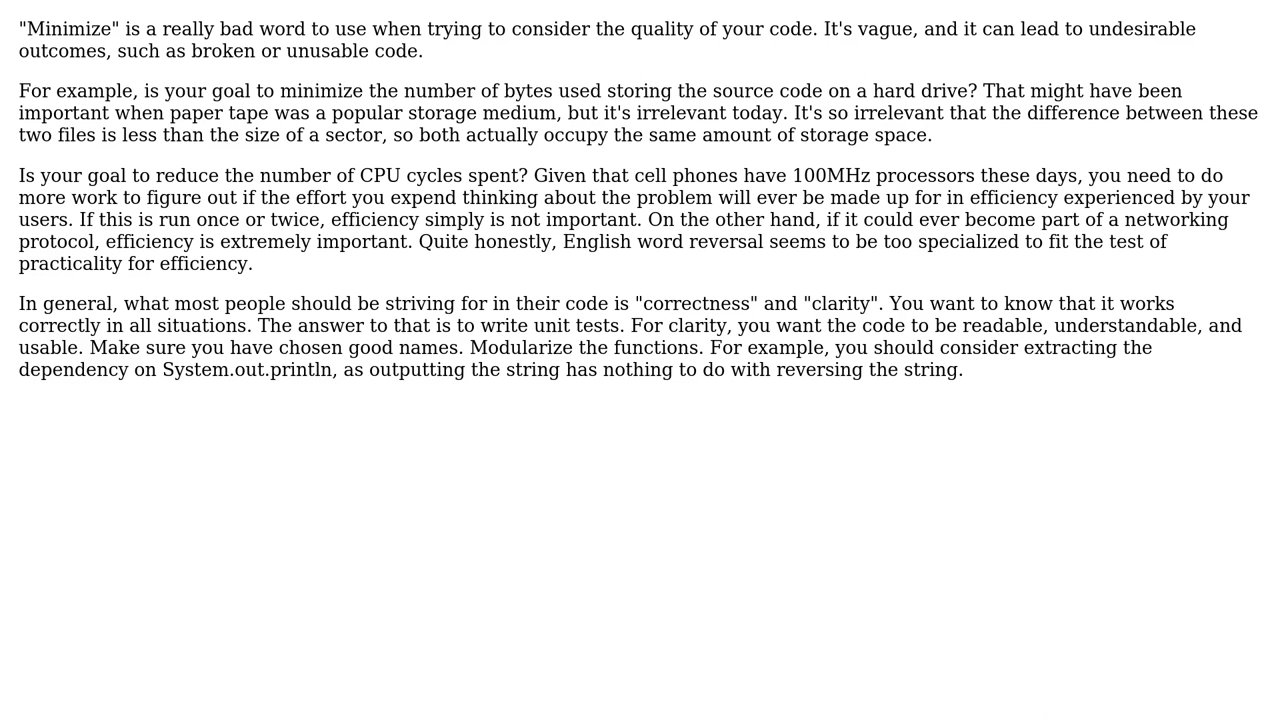 "Minimize" is a really bad word to use when trying to consider the quality of your code. It's vague, and it can lead to undesirable
outcomes, such as broken or unusable code.
For example, is your goal to minimize the number of bytes used storing the source code on a hard drive? That might have been
important when paper tape was a popular storage medium, but it's irrelevant today. It's so irrelevant that the difference between these
two files is less than the size of a sector, so both actually occupy the same amount of storage space.
Is your goal to reduce the number of CPU cycles spent? Given that cell phones have 100MHz processors these days, you need to do
more work to figure out if the effort you expend thinking about the problem will ever be made up for in efficiency experienced by your
users. If this is run once or twice, efficiency simply is not important. On the other hand, if it could ever become part of a networking
protocol, efficiency is extremely important. Quite honestly, English word reversal seems to be too specialized to fit the test of
practicality for efficiency.
In general, what most people should be striving for in their code is "correctness" and "clarity". You want to know that it works
correctly in all situations. The answer to that is to write unit tests. For clarity, you want the code to be readable, understandable, and
usable. Make sure you have chosen good names. Modularize the functions. For example, you should consider extracting the
dependency on System.out.println, as outputting the string has nothing to do with reversing the string.